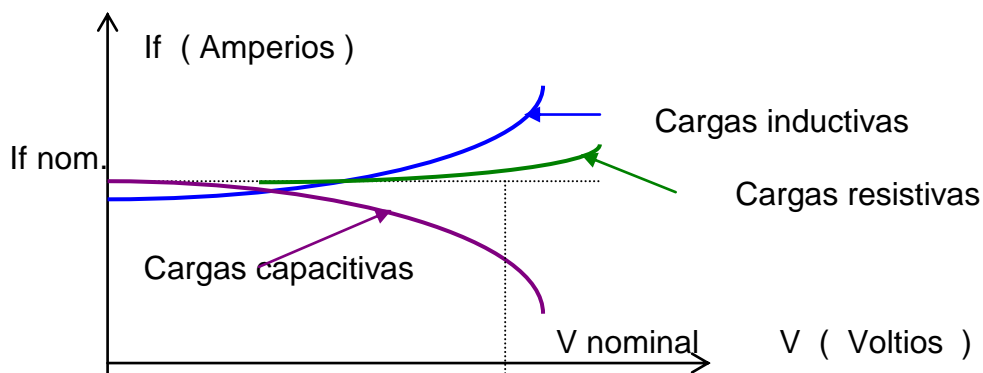 If ( Amperios )
Cargas inductivas
If nom.
Cargas resistivas
Cargas capacitivas
V nominal
V ( Voltios )